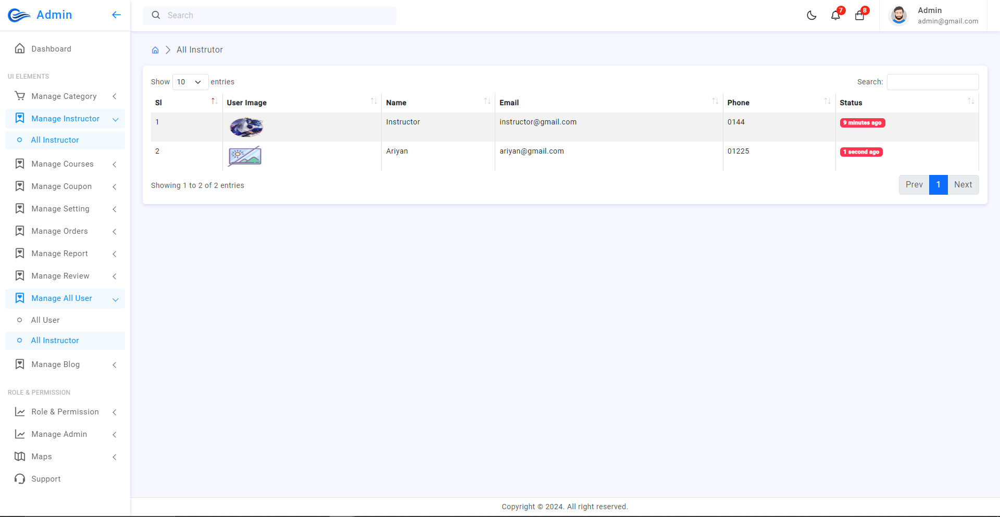 Admin
Search
7
8
Admin
admin@gmail.com
Dashboard
UI ELEMENTS
Manage Category
Manage Instructor
All Instructor
Manage Courses
Manage Coupon
Manage Setting
Manage Orders
Manage Report
Manage Review
Manage All User
All User
All Instructor
Manage Blog
ROLE & PERMISSION
Role & Permission
Manage Admin
Maps
Support
All Instrutor
Show 10 entries
Search:
Sl User Image Name Email Phone Status
1 Instructor instructor@gmail.com 0144 9 minutes ago
2 Ariyan ariyan@gmail.com 01225 1 second ago
Showing 1 to 2 of 2 entries
Prev 1 Next
Copyright © 2024. All right reserved.